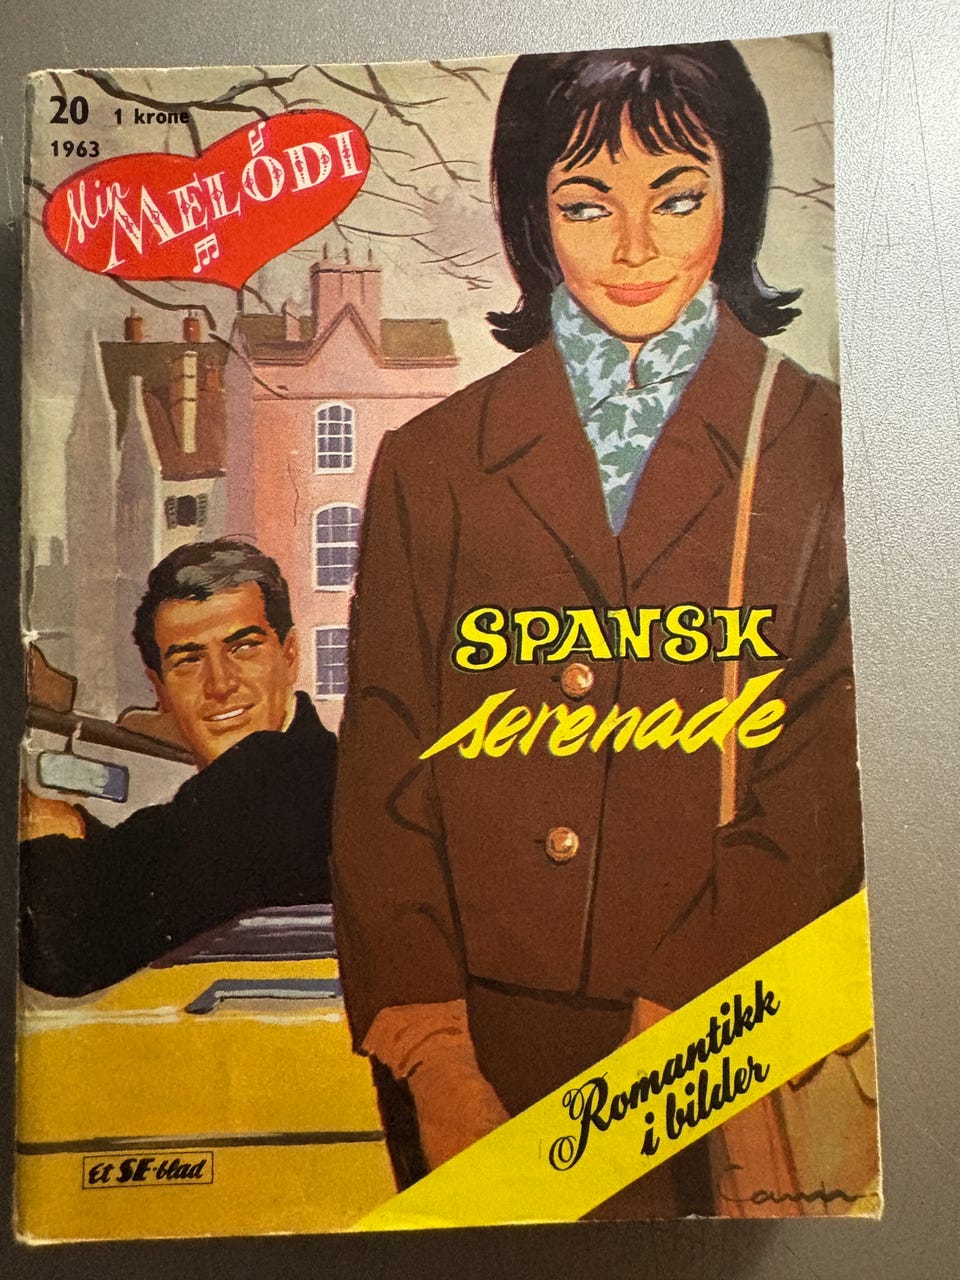 20 1 krone
1963
Min
MELODI
SPANSK
serenade
Romantikk
i bilder
Et SE-blad